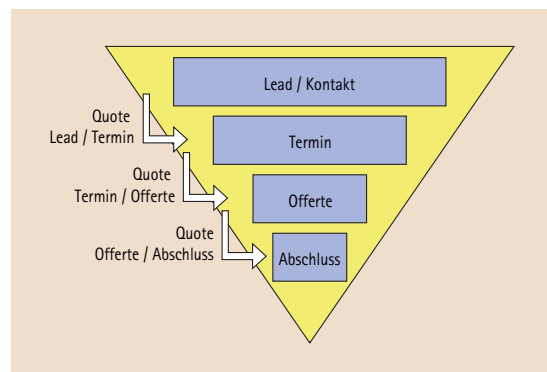 Lead / Kontakt
Quote
Lead / Termin
Termin
Quote
Termin / Offerte
Offerte
Quote
Offerte / Abschluss
Abschluss